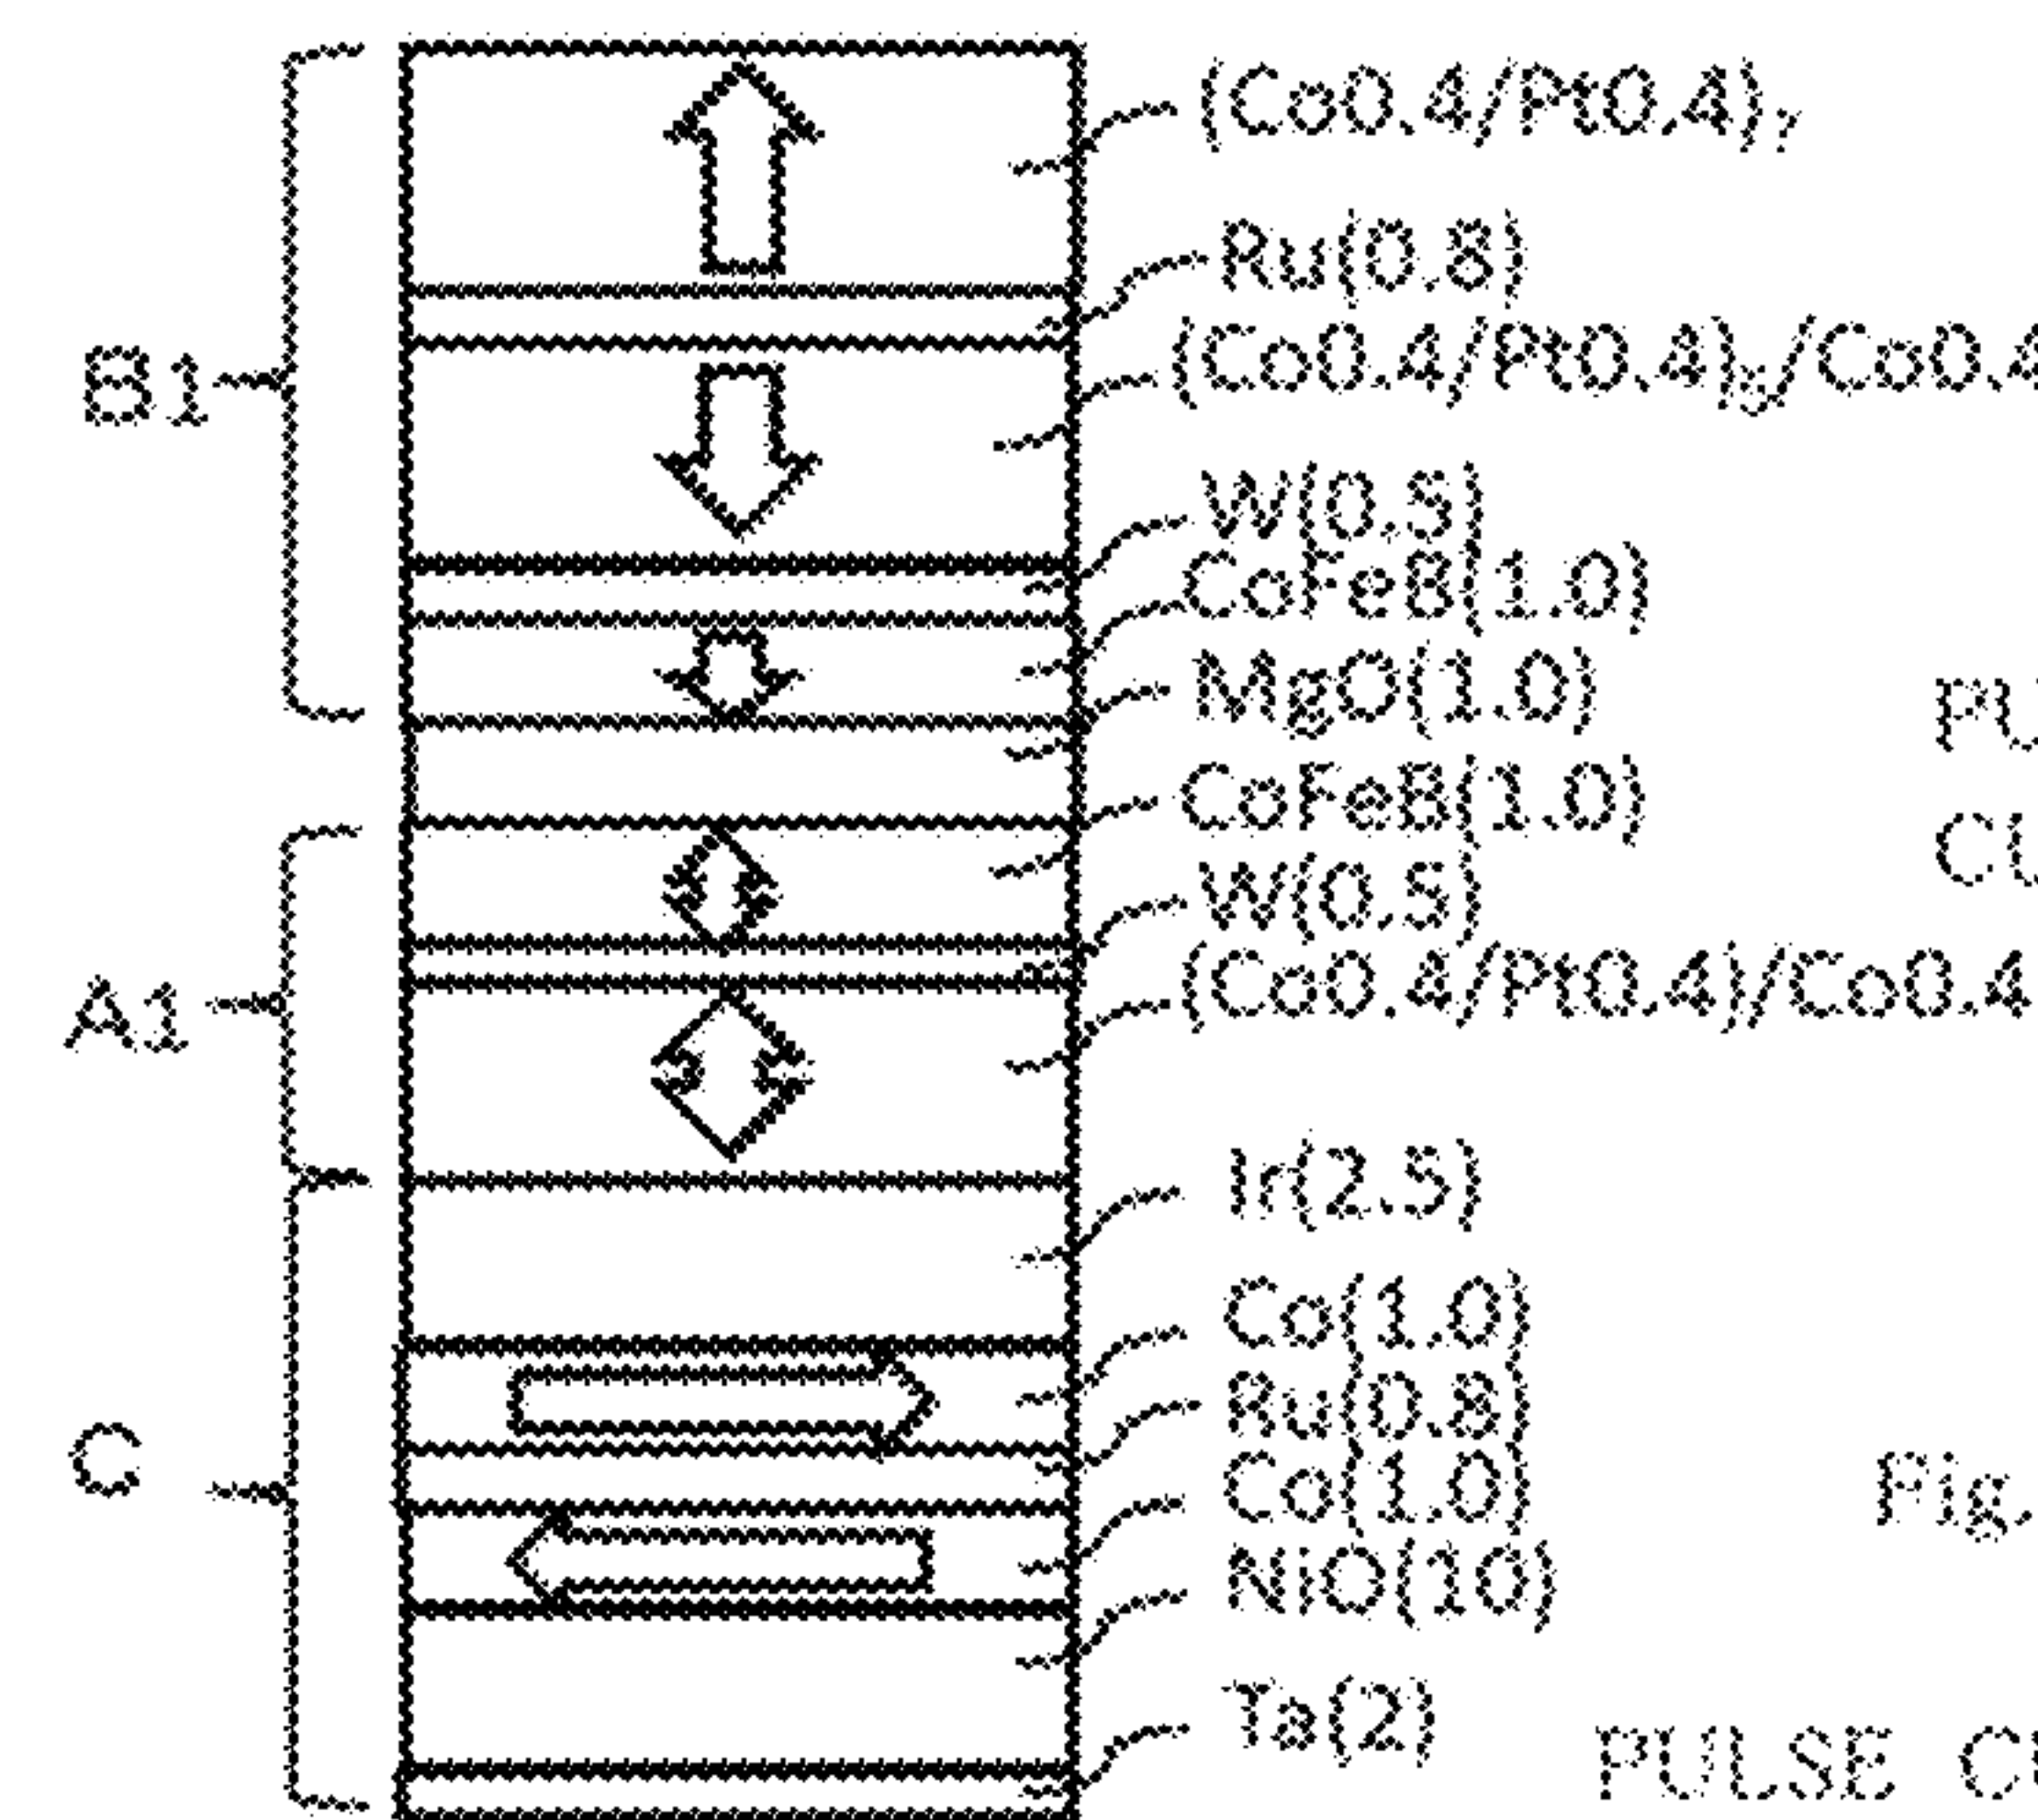 (Co0.4/Pt0.4)₇
Ru(0.8)
(Co0.4/Pt0.4)y/Co0.4
B1
W(0.5)
CoFeB(1.0)
MgO(1.0)
CoFeB(1.0)
W(0.5)
(Co0.4/Pt0.4)/Co0.4
A1
Ir(2.5)
Co(1.0)
Ru(0.8)
C
Co(1.0)
Fig.
NiO(10)
Ta(2)
PULSE